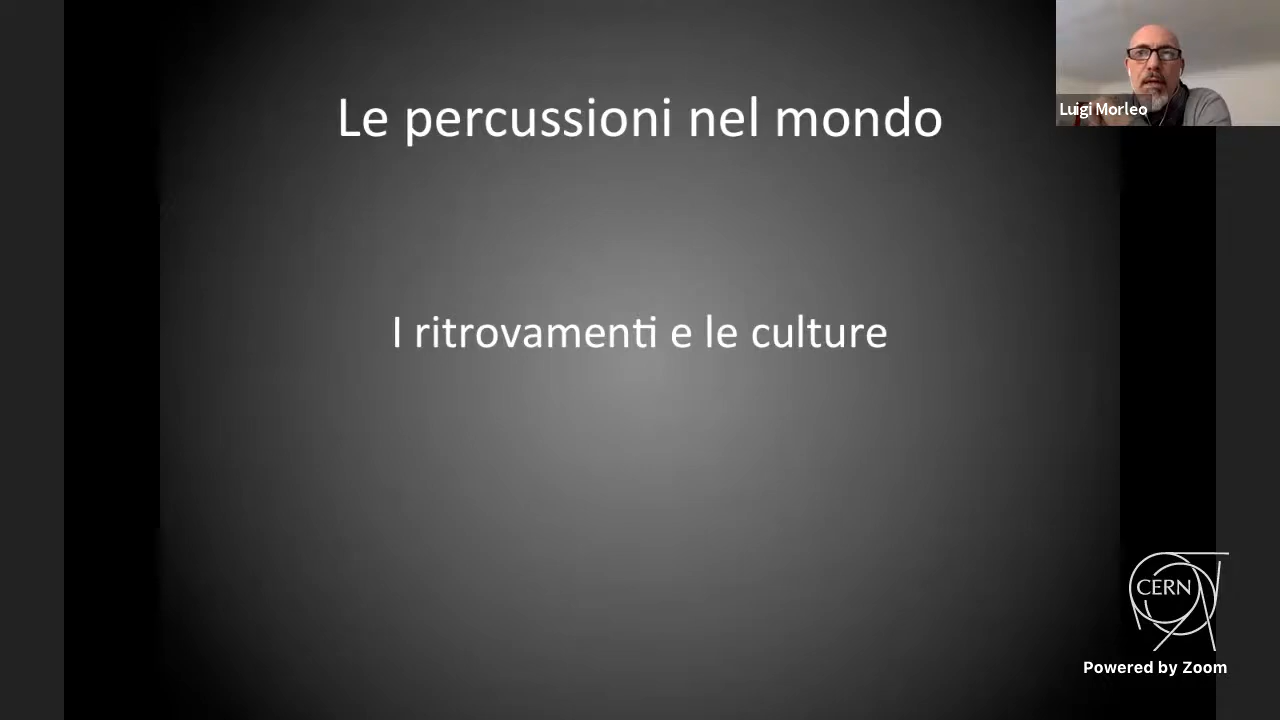 Le percussioni nel mondo
Luigi Morleo
I ritrovamenti e le culture
CERN
Powered by Zoom